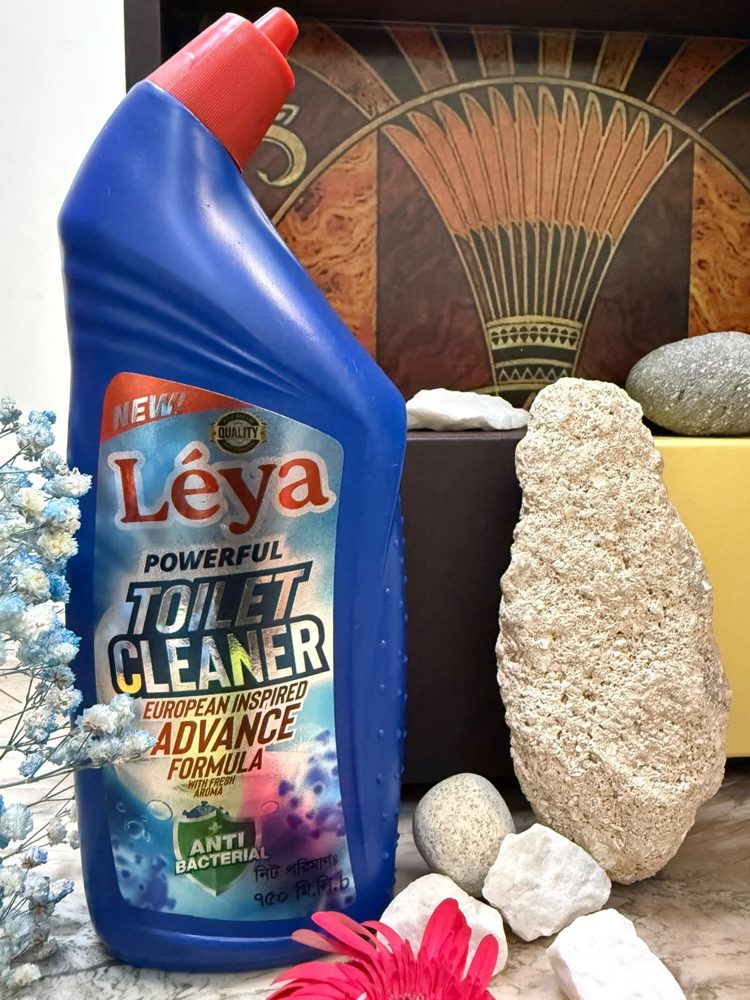 NEW!
QUALITY
Léya
POWERFUL
TOILET
CLEANER
EUROPEAN INSPIRED
ADVANCE
FORMULA
WITH FRESH
AROMA
ANTI
BACTERIAL
নিট পরিমাণঃ
৭৫০ মি.লি.